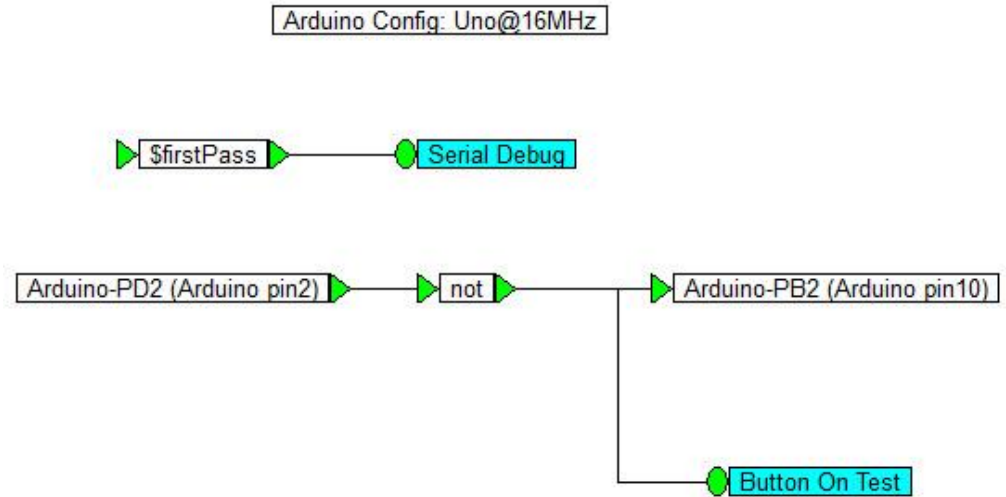 Arduino Config: Uno@16MHz
$firstPass
Serial Debug
Arduino-PD2 (Arduino pin2)
not
Arduino-PB2 (Arduino pin10)
Button On Test